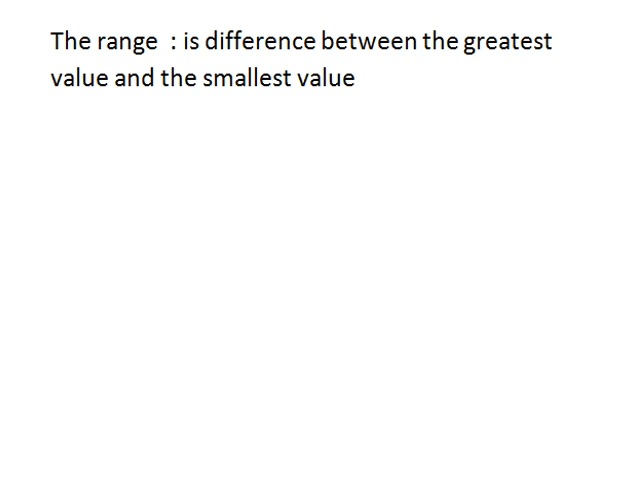 The range  : is difference between the greatest
value and the smallest value